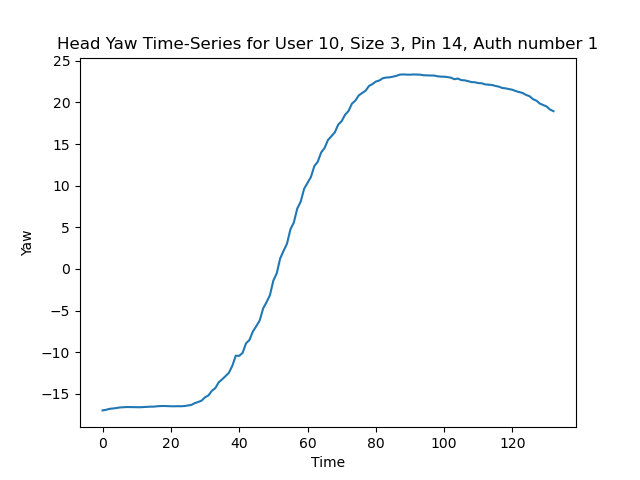 Head Yaw Time-Series for User 10, Size 3, Pin 14, Auth number 1
25
20
15
10
5
0
−5
−10
−15
Yaw
0 20 40 60 80 100 120
Time